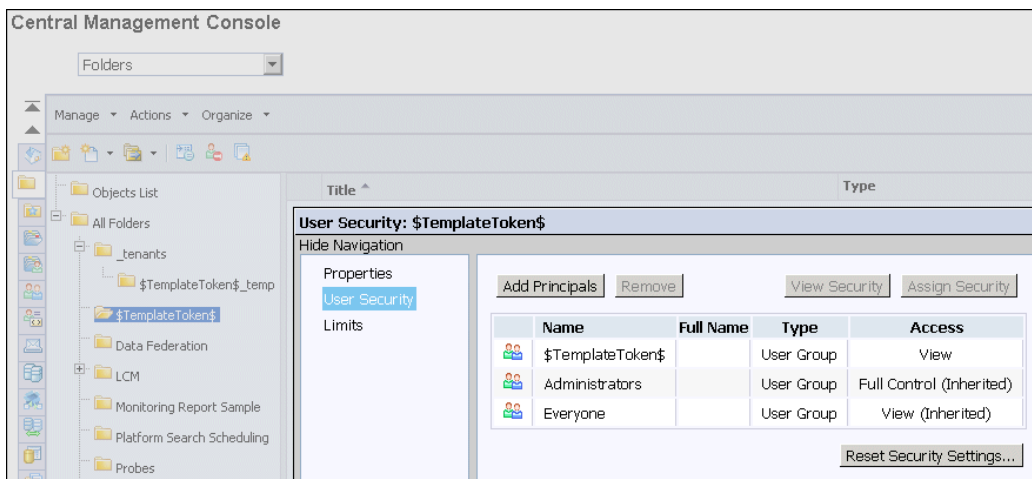 Central Management Console
Folders
Manage Actions Organize
Title Type
Objects List
All Folders
_tenants
$TemplateToken$_temp
$TemplateToken$
Data Federation
LCM
Monitoring Report Sample
Platform Search Scheduling
Probes
User Security: $TemplateToken$
Hide Navigation
Properties
User Security
Limits
Add Principals Remove View Security Assign Security
Name Full Name Type Access
$TemplateToken$ User Group View
Administrators User Group Full Control (Inherited)
Everyone User Group View (Inherited)
Reset Security Settings...